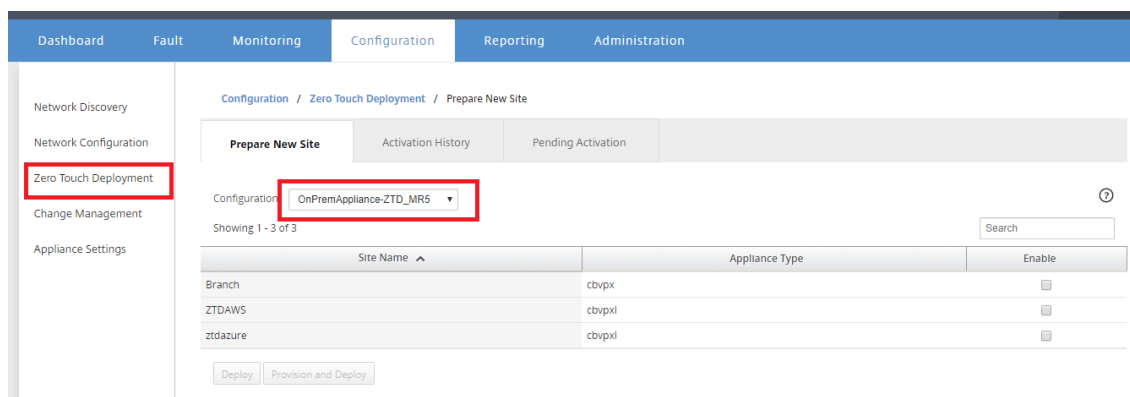 Dashboard Fault Monitoring Configuration Reporting Administration
Configuration / Zero Touch Deployment / Prepare New Site
Network Discovery
Network Configuration
Zero Touch Deployment
Change Management
Appliance Settings
Prepare New Site Activation History Pending Activation
Configuration OnPremAppliance-ZTD_MR5
Showing 1 - 3 of 3 Search
Site Name Appliance Type Enable
Branch cbvpx
ZTDAWS cbvpxl
ztdazure cbvpxl
Deploy Provision and Deploy